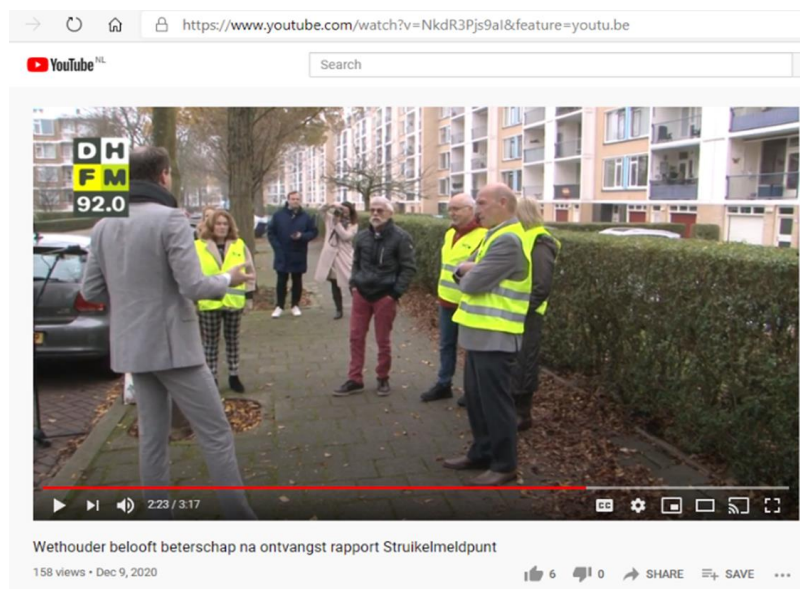 https://www.youtube.com/watch?v=NkdR3Pjs9aI&feature=youtu.be
YouTube NL
Search
DH
FM
92.0
2:23 / 3:17
CC
Wethouder belooft beterschap na ontvangst rapport Struikelmeldpunt
158 views • Dec 9, 2020
6
0
SHARE
SAVE